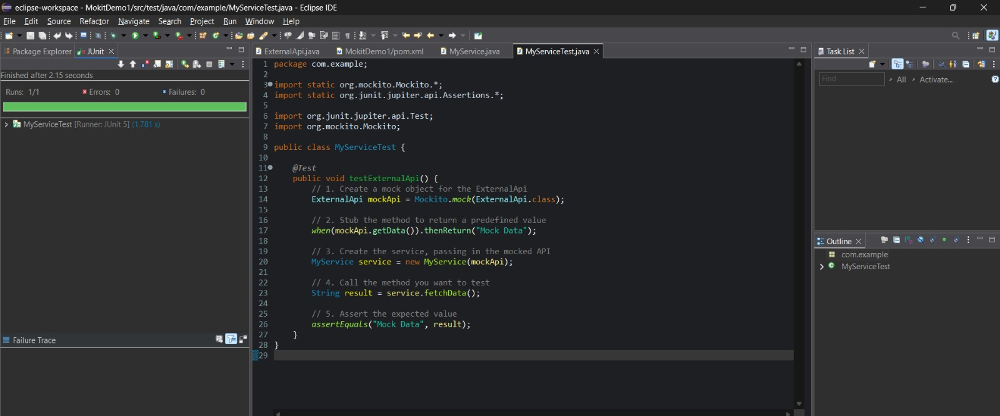 eclipse-workspace - MokitDemo1/src/test/java/com/example/MyServiceTest.java - Eclipse IDE
File Edit Source Refactor Navigate Search Project Run Window Help
Package Explorer JUnit
Finished after 2.15 seconds
Runs: 1/1 Errors: 0 Failures: 0
MyServiceTest [Runner: JUnit 5] (1.781 s)
Failure Trace
ExternalApi.java MokitDemo1/pom.xml MyService.java MyServiceTest.java
1 package com.example;
2
3 import static org.mockito.Mockito.*;
4 import static org.junit.jupiter.api.Assertions.*;
5
6 import org.junit.jupiter.api.Test;
7 import org.mockito.Mockito;
8
9 public class MyServiceTest {
10
11 @Test
12 public void testExternalApi() {
13 // 1. Create a mock object for the ExternalApi
14 ExternalApi mockApi = Mockito.mock(ExternalApi.class);
15
16 // 2. Stub the method to return a predefined value
17 when(mockApi.getData()).thenReturn("Mock Data");
18
19 // 3. Create the service, passing in the mocked API
20 MyService service = new MyService(mockApi);
21
22 // 4. Call the method you want to test
23 String result = service.fetchData();
24
25 // 5. Assert the expected value
26 assertEquals("Mock Data", result);
27 }
28 }
29
Task List
Find All Activate...
Outline
com.example
MyServiceTest